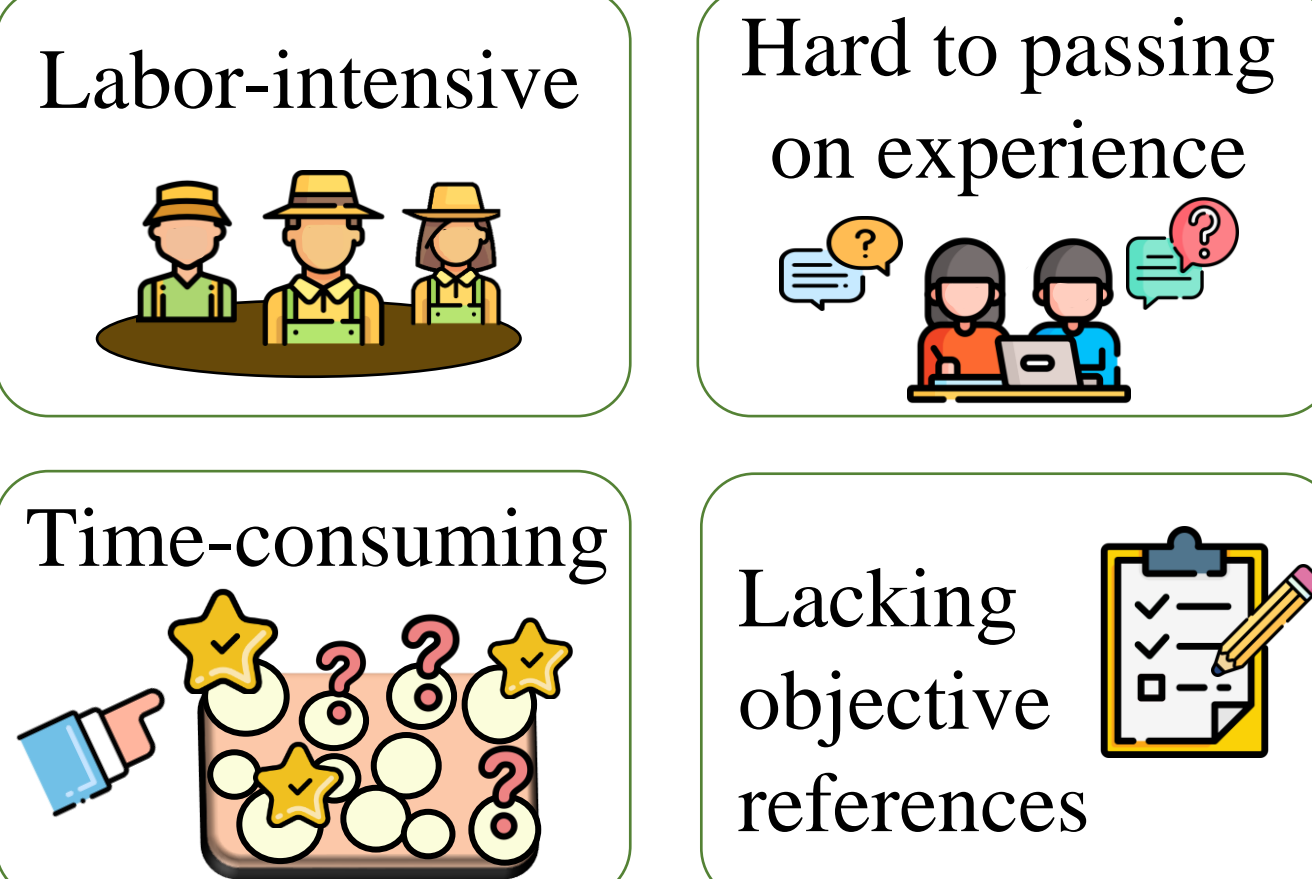 Labor-intensive
Hard to passing
on experience
Time-consuming
Lacking
objective
references